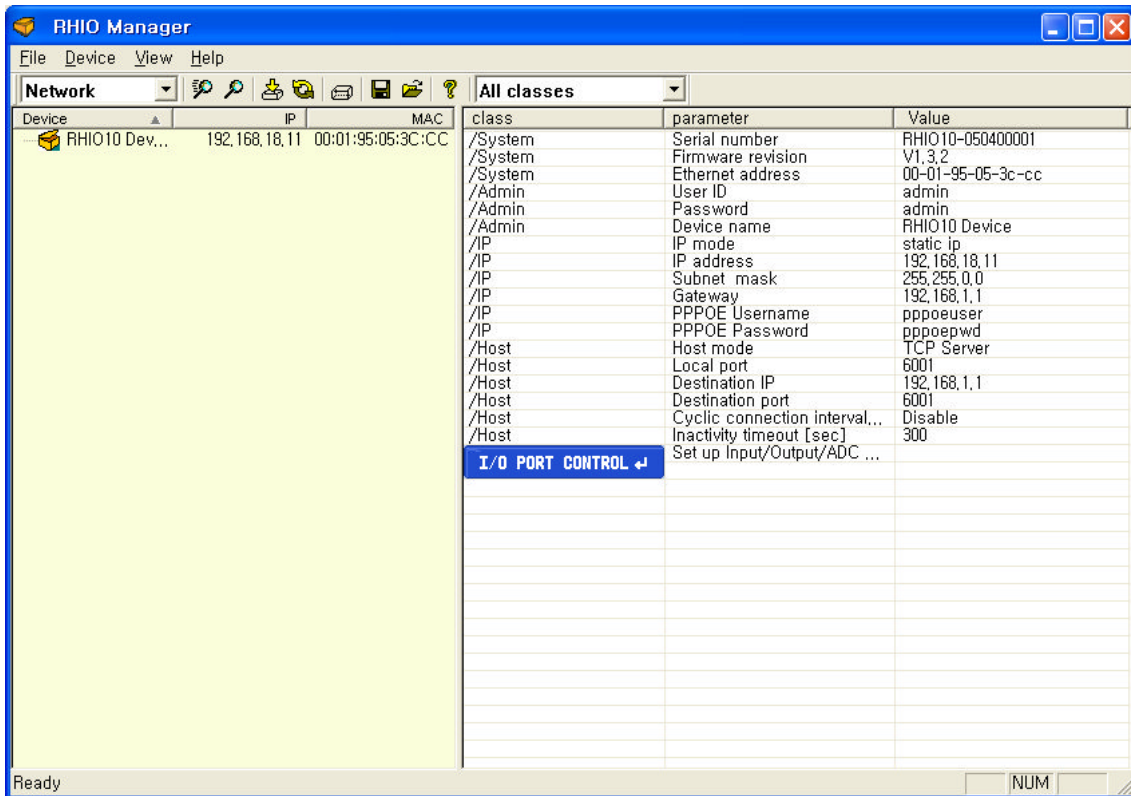 RHIO Manager
File Device View Help
Network All classes
Device IP MAC
RHIO10 Dev... 192,168,18,11 00:01:95:05:3C:CC
class parameter Value
/System Serial number RHIO10-050400001
/System Firmware revision V1,3,2
/System Ethernet address 00-01-95-05-3c-cc
/Admin User ID admin
/Admin Password admin
/Admin Device name RHIO10 Device
/IP IP mode static ip
/IP IP address 192,168,18,11
/IP Subnet mask 255,255,0,0
/IP Gateway 192,168,1,1
/IP PPPOE Username pppoeuser
/IP PPPOE Password pppoepwd
/Host Host mode TCP Server
/Host Local port 6001
/Host Destination IP 192,168,1,1
/Host Destination port 6001
/Host Cyclic connection interval... Disable
/Host Inactivity timeout [sec] 300
I/O PORT CONTROL ↵ Set up Input/Output/ADC ...
Ready NUM